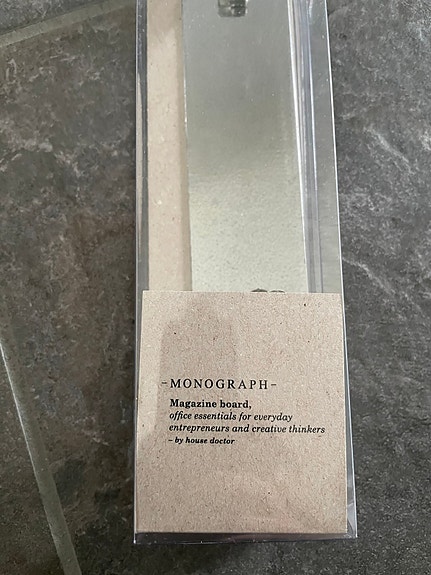 -MONOGRAPH-
Magazine board,
office essentials for everyday
entrepreneurs and creative thinkers
- by house doctor